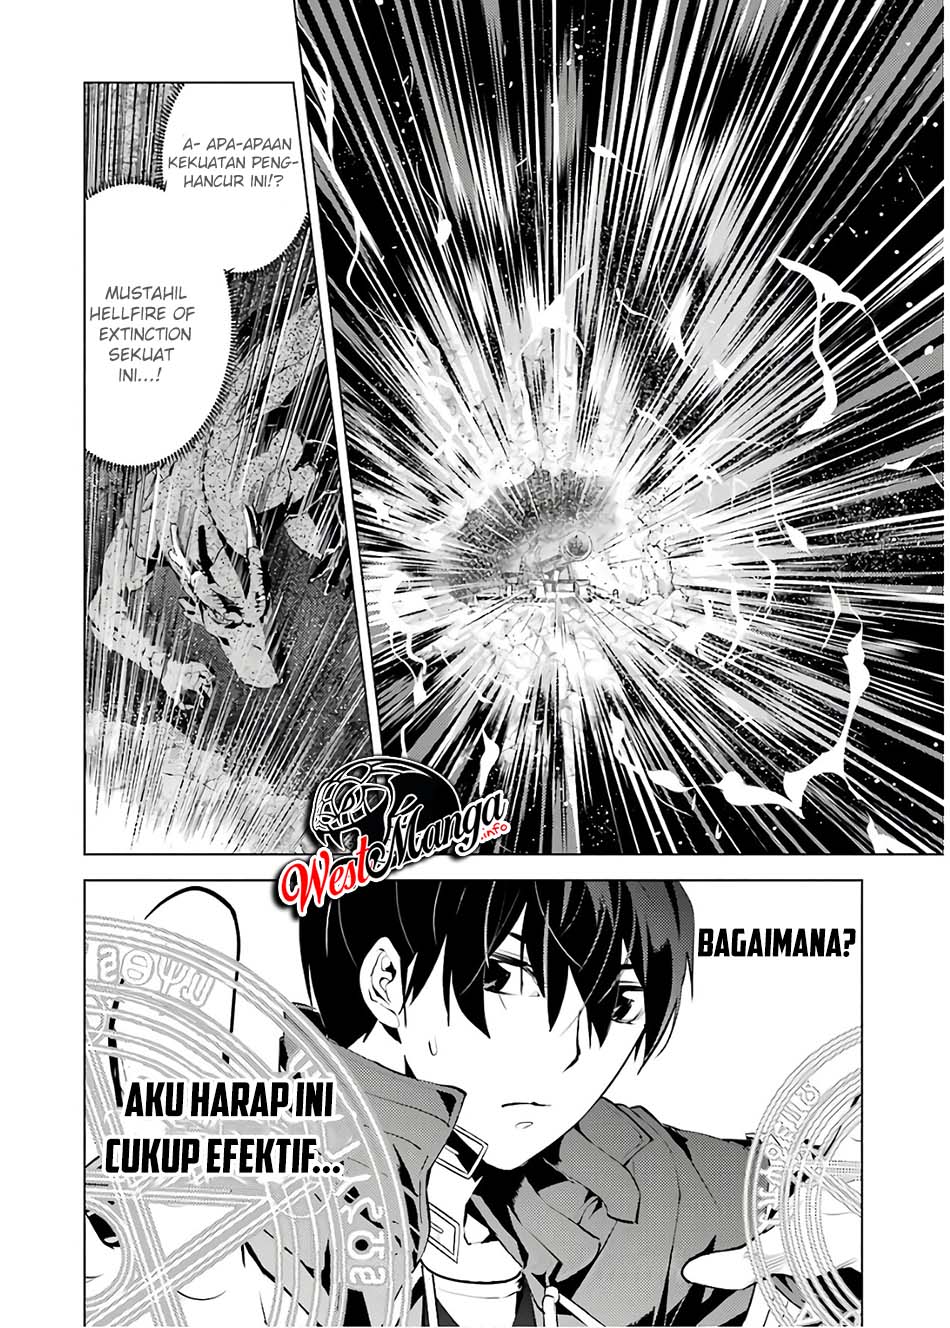 A- APA-APAAN
KEKUATAN PENG-
HANCUR INI!?
MUSTAHIL
HELLFIRE OF
EXTINCTION
SEKUAT
INI...!
WestManga
.info
BAGAIMANA?
AKU HARAP INI
CUKUP EFEKTIF...